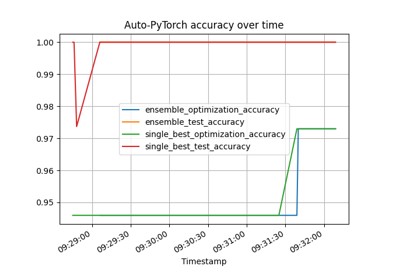 Auto-PyTorch accuracy over time
1.00
0.99
0.98
0.97
0.96
0.95
ensemble_optimization_accuracy
ensemble_test_accuracy
single_best_optimization_accuracy
single_best_test_accuracy
09:29:00
09:29:30
09:30:00
09:30:30
09:31:00
09:31:30
09:32:00
Timestamp